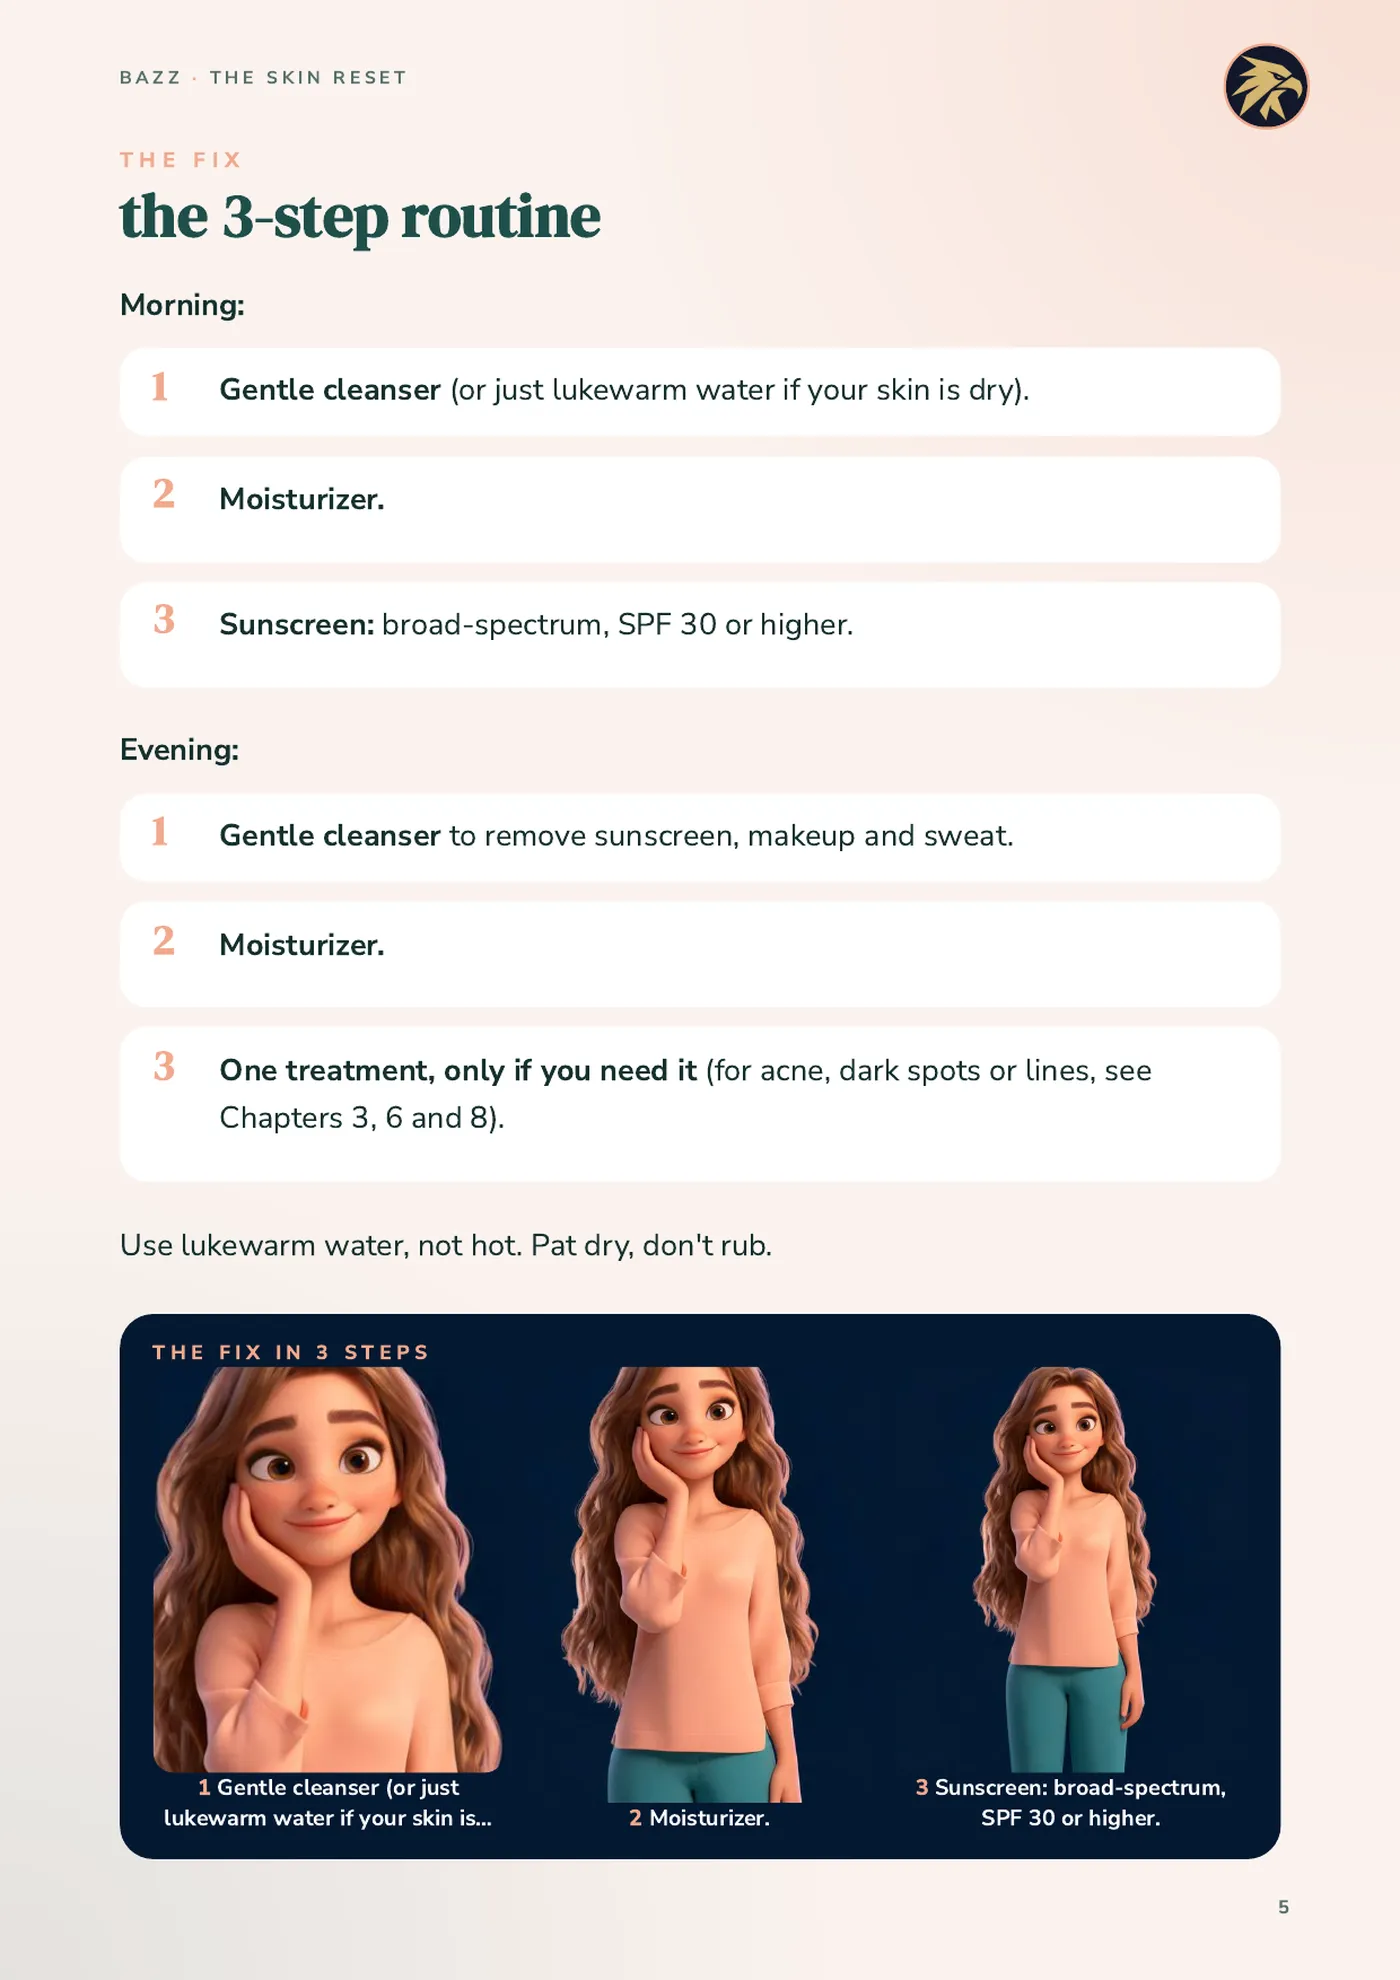 BAZZ · THE SKIN RESET
THE FIX
the 3-step routine
Morning:
1 Gentle cleanser (or just lukewarm water if your skin is dry).
2 Moisturizer.
3 Sunscreen: broad-spectrum, SPF 30 or higher.
Evening:
1 Gentle cleanser to remove sunscreen, makeup and sweat.
2 Moisturizer.
3 One treatment, only if you need it (for acne, dark spots or lines, see
Chapters 3, 6 and 8).
Use lukewarm water, not hot. Pat dry, don't rub.
THE FIX IN 3 STEPS
1 Gentle cleanser (or just
lukewarm water if your skin is...
2 Moisturizer.
3 Sunscreen: broad-spectrum,
SPF 30 or higher.
5